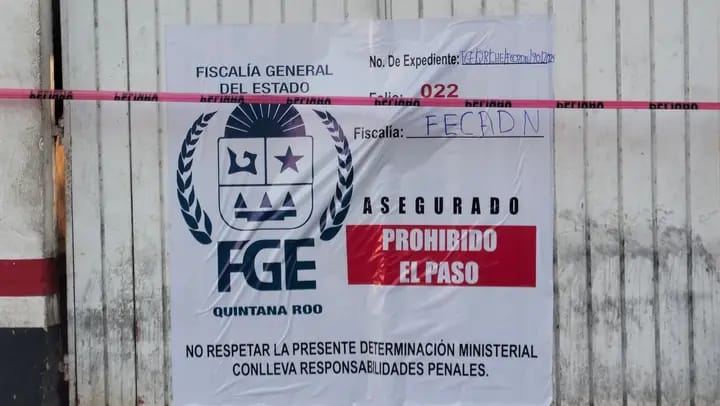 FISCALÍA GENERAL
DEL ESTADO
FGE
QUINTANA ROO
No. De Expediente:
Folio: 022
Fiscalía: FECADN
ASEGURADO
PROHIBIDO
EL PASO
NO RESPETAR LA PRESENTE DETERMINACIÓN MINISTERIAL
CONLLEVA RESPONSABILIDADES PENALES.